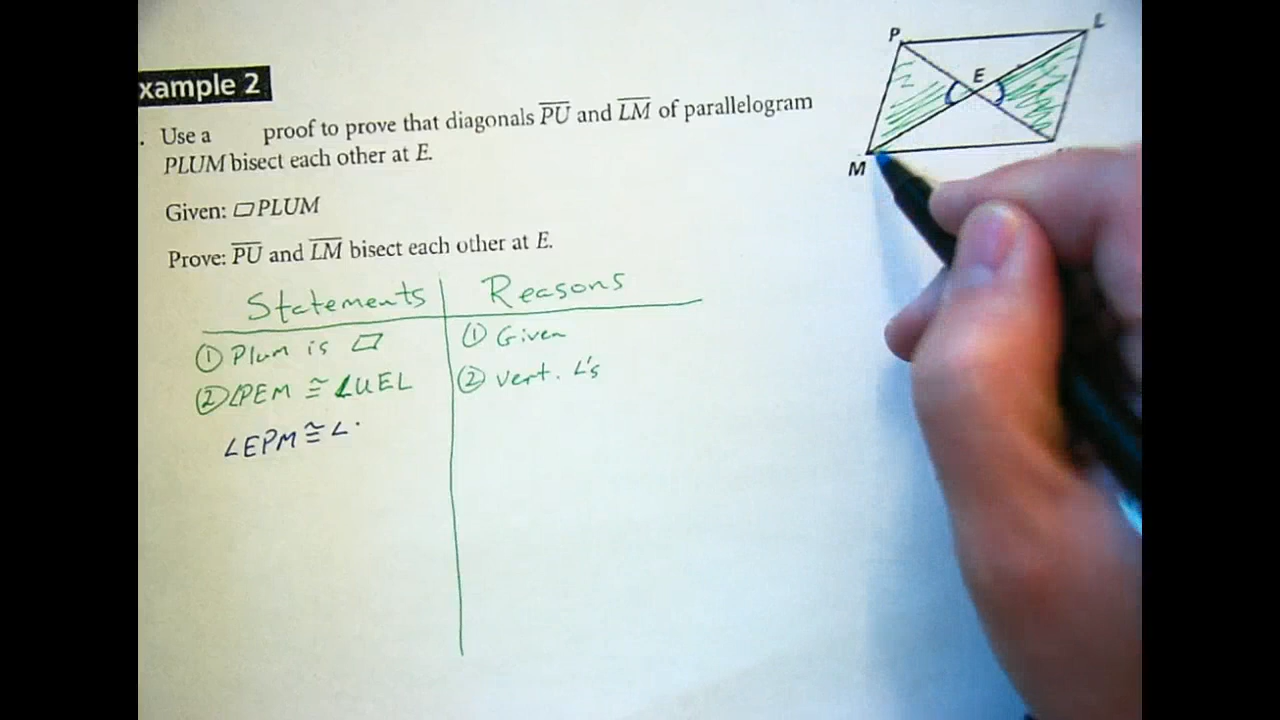 xample 2
. Use a proof to prove that diagonals PU and LM of parallelogram
PLUM bisect each other at E.
Given: ▱PLUM
Prove: PU and LM bisect each other at E.
Statements Reasons
① Plum is ▱ ① Given
② ∠PEM ≅ ∠UEL ② Vert. ∠'s
∠EPM ≅ ∠
P
L
E
M